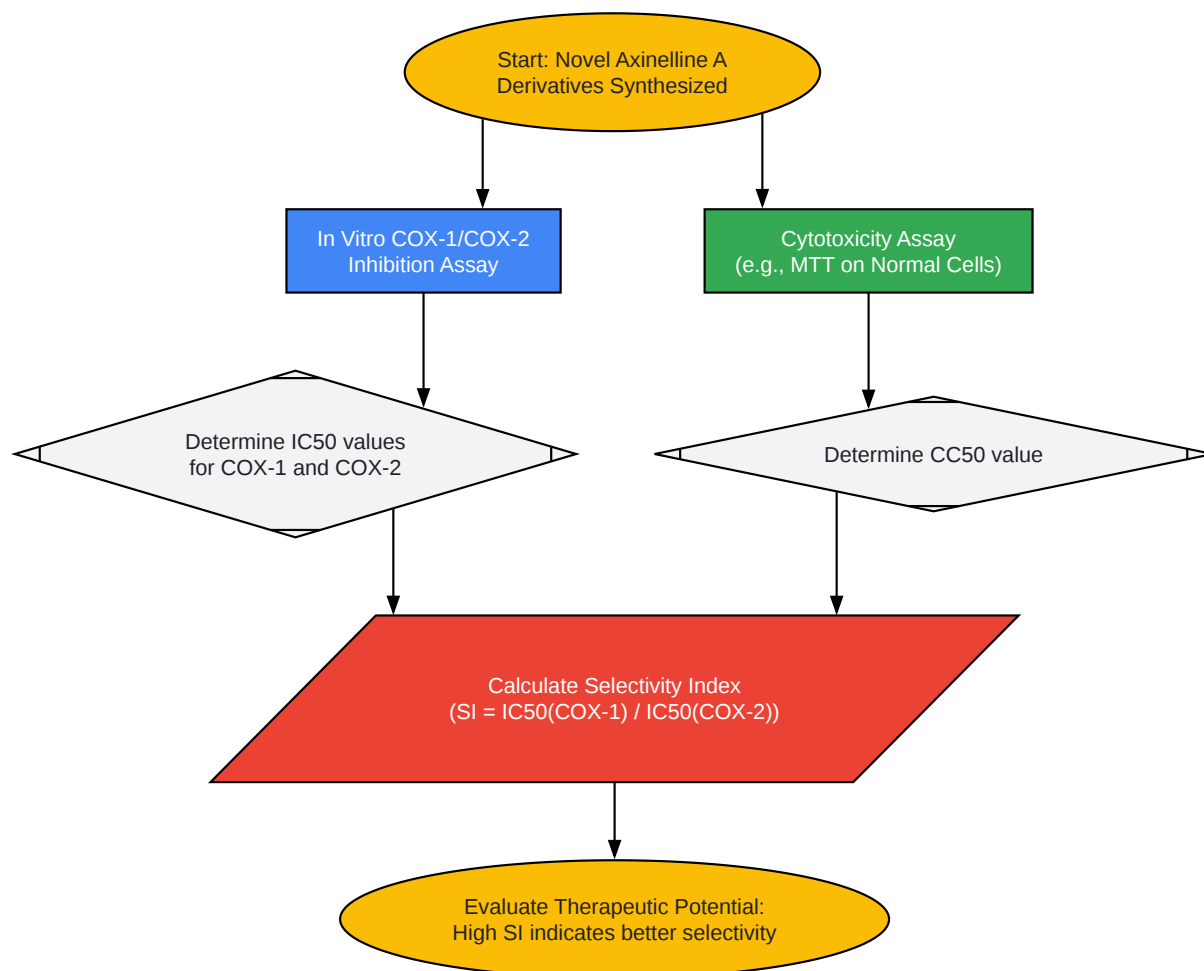 Start: Novel Axinelline A
Derivatives Synthesized
In Vitro COX-1/COX-2
Inhibition Assay
Cytotoxicity Assay
(e.g., MTT on Normal Cells)
Determine IC50 values
for COX-1 and COX-2
Determine CC50 value
Calculate Selectivity Index
(SI = IC50(COX-1) / IC50(COX-2))
Evaluate Therapeutic Potential:
High SI indicates better selectivity